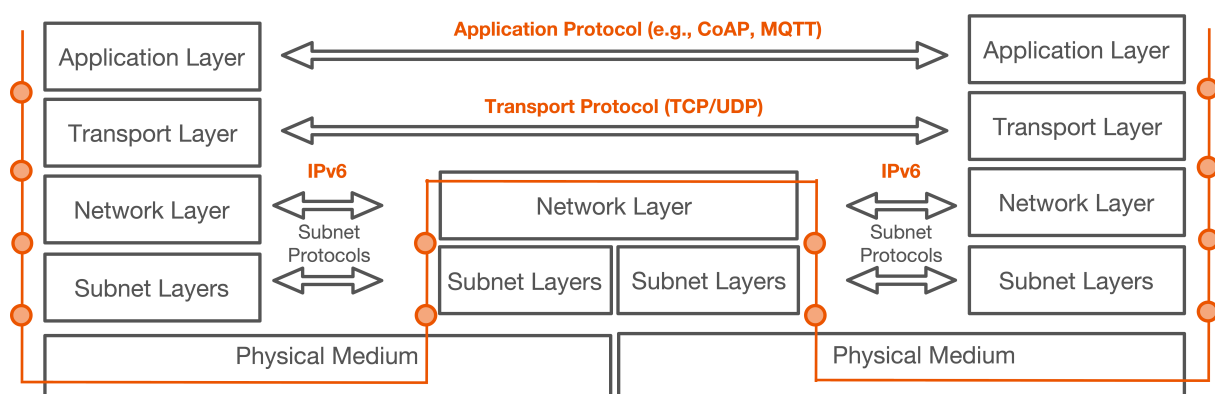 Application Protocol (e.g., CoAP, MQTT)
Application Layer
Application Layer
Transport Protocol (TCP/UDP)
Transport Layer
Transport Layer
IPv6
IPv6
Network Layer
Network Layer
Network Layer
Subnet
Protocols
Subnet
Protocols
Subnet Layers
Subnet Layers
Subnet Layers
Subnet Layers
Physical Medium
Physical Medium